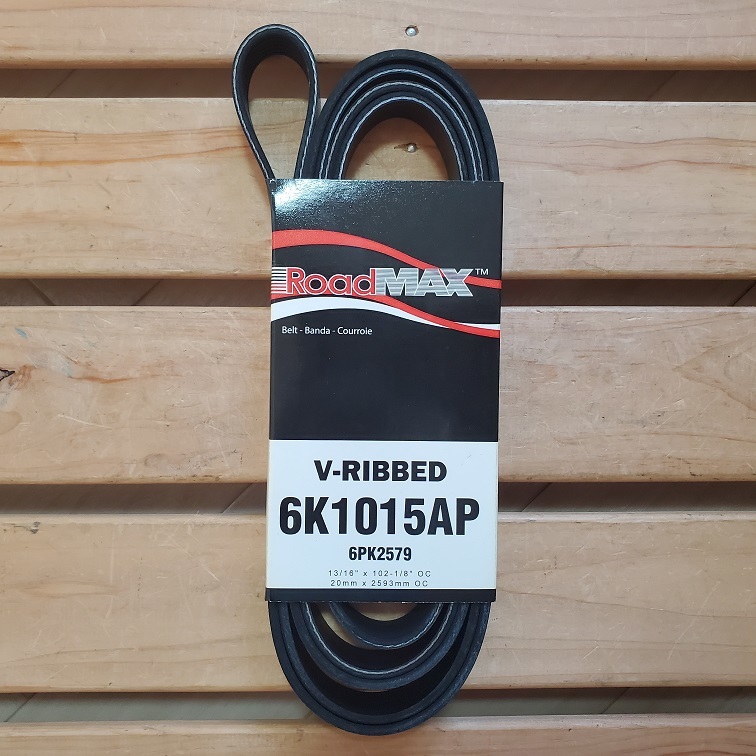 RoadMAX™
Belt - Banda - Courroie
V-RIBBED
6K1015AP
6PK2579
13/16" x 102-1/8" OC
20mm x 2593mm OC